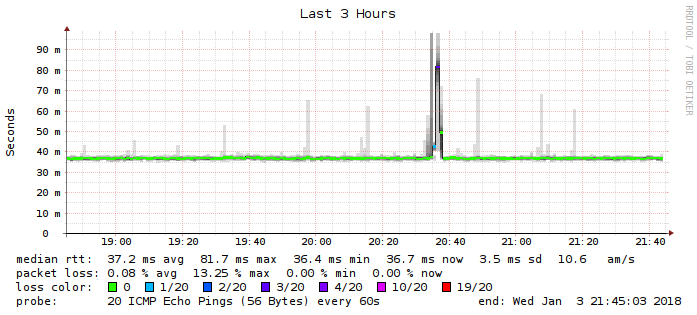 Last 3 Hours
RRDTOOL / TOBI OETIKER
Seconds
90 m
80 m
70 m
60 m
50 m
40 m
30 m
20 m
10 m
0
19:00 19:20 19:40 20:00 20:20 20:40 21:00 21:20 21:40
median rtt: 37.2 ms avg 81.7 ms max 36.4 ms min 36.7 ms now 3.5 ms sd 10.6 am/s
packet loss: 0.08 % avg 13.25 % max 0.00 % min 0.00 % now
loss color: 0 1/20 2/20 3/20 4/20 10/20 19/20
probe: 20 ICMP Echo Pings (56 Bytes) every 60s end: Wed Jan 3 21:45:03 2018